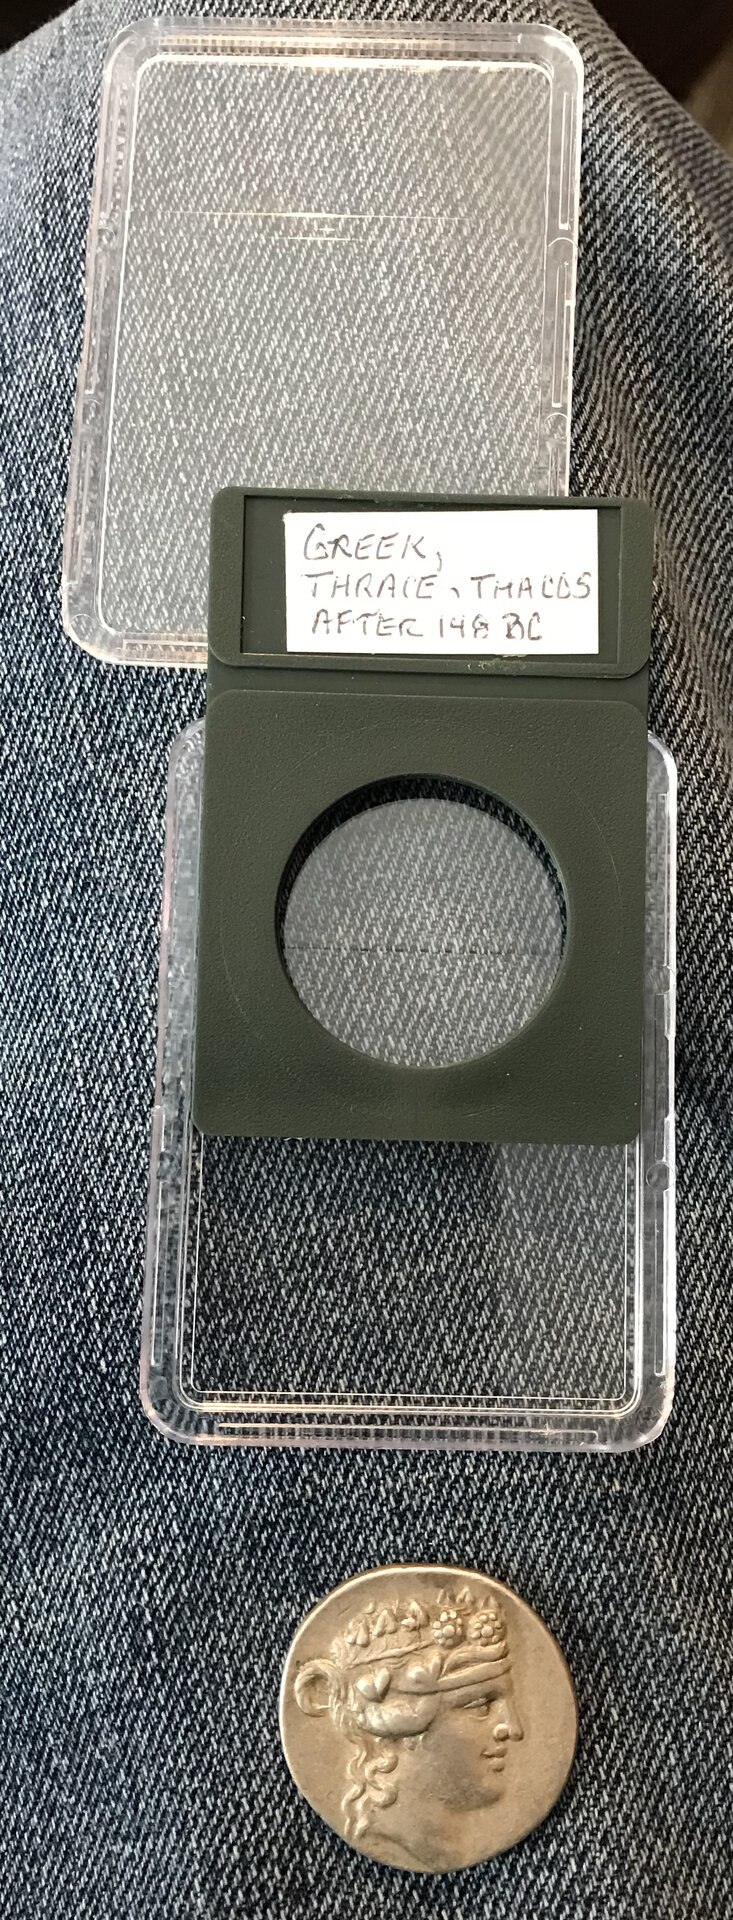 GREEK,
THRACE, THACOS
AFTER 148 BC